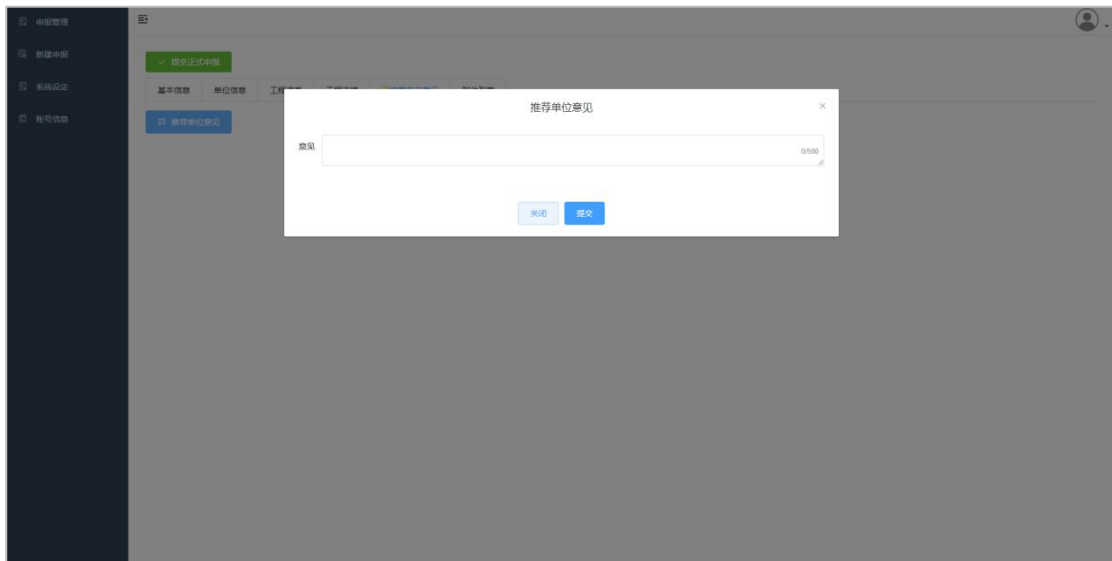 申报管理
新建申报
系统设定
账号信息
提交正式申报
基本信息 单位信息
推荐单位意见
推荐单位意见
意见
0/500
关闭 提交